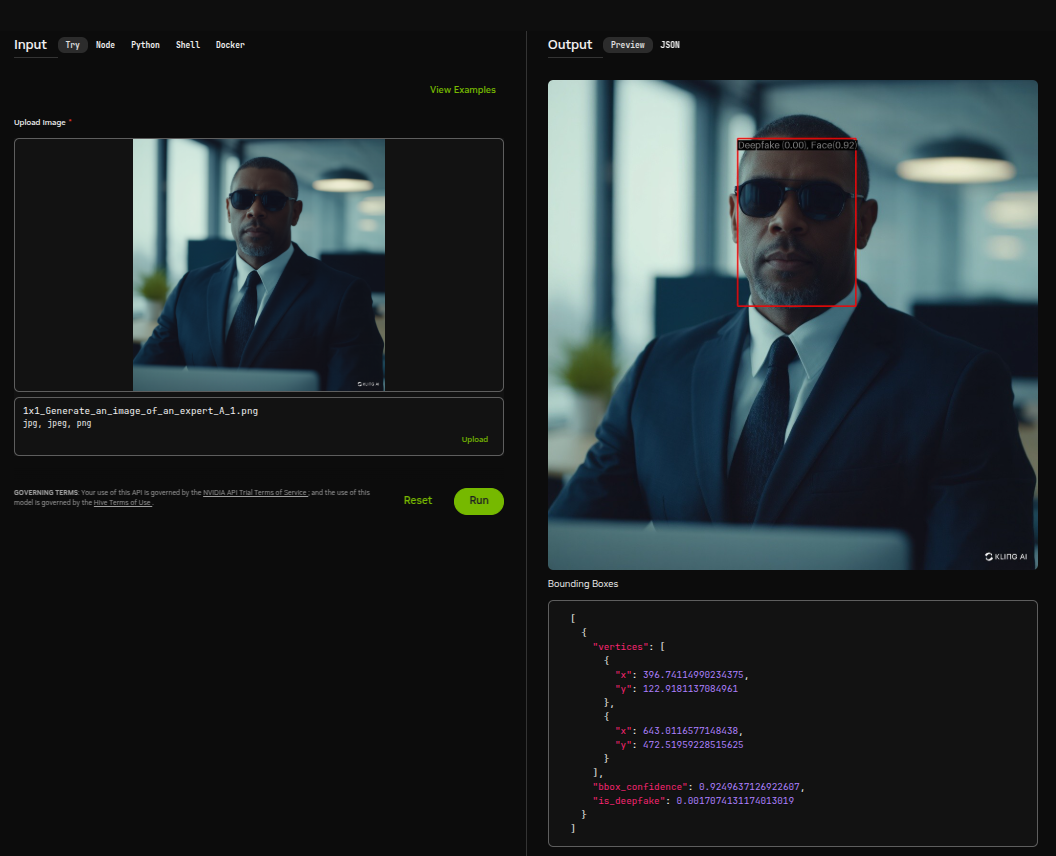 Input Try Node Python Shell Docker
View Examples
Upload Image *
KLING AI
1x1_Generate_an_image_of_an_expert_A_1.png
jpg, jpeg, png
Upload
GOVERNING TERMS: Your use of this API is governed by the NVIDIA API Trial Terms of Service ; and the use of this
model is governed by the Hive Terms of Use .
Reset Run
Output Preview JSON
Deepfake (0.00), Face(0.92)
KLING AI
Bounding Boxes
[
{
"vertices": [
{
"x": 396.74114990234375,
"y": 122.9181137084961
},
{
"x": 643.0116577148438,
"y": 472.51959228515625
}
],
"bbox_confidence": 0.9249637126922607,
"is_deepfake": 0.0017074131174013019
}
]